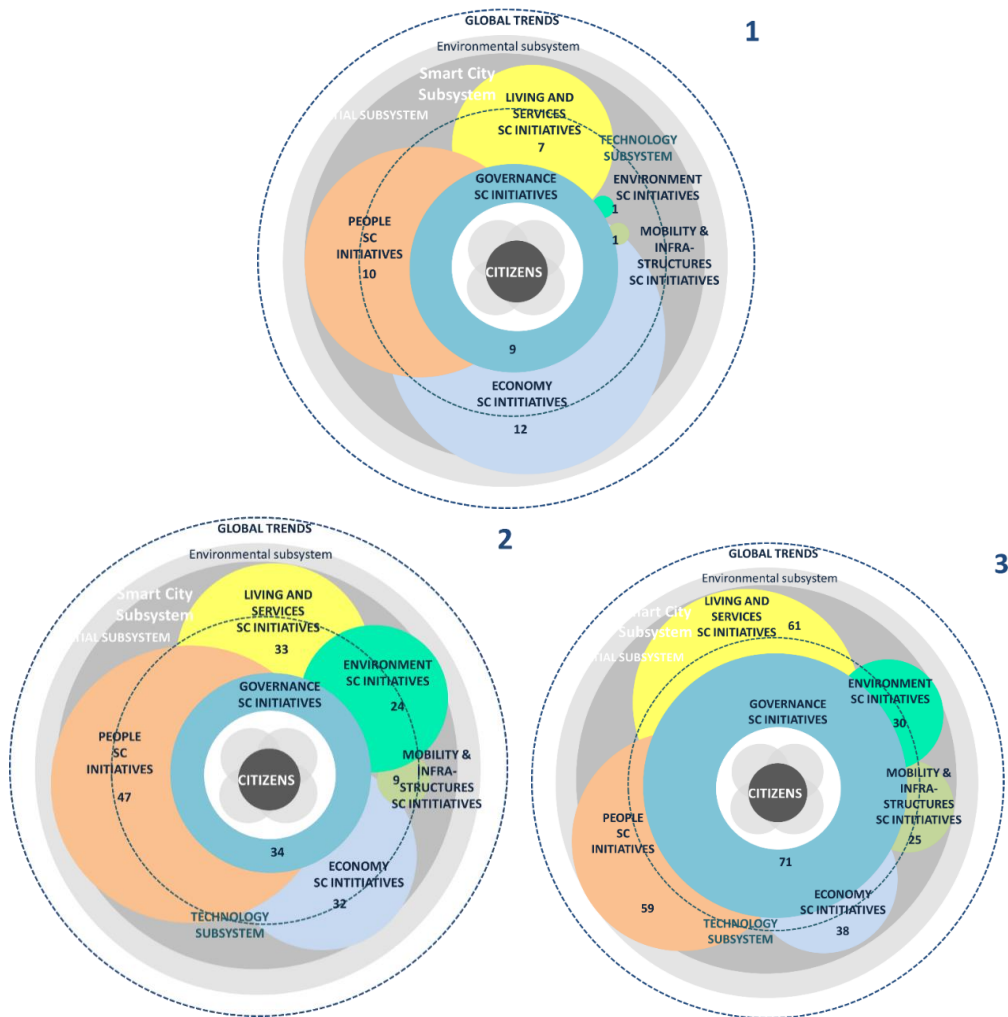 1
GLOBAL TRENDS
Environmental subsystem
Smart City
Subsystem
SUBSYSTEM
LIVING AND
SERVICES
SC INITIATIVES
7
TECHNOLOGY
SUBSYSTEM
GOVERNANCE
SC INITIATIVES
ENVIRONMENT
SC INITIATIVES
1
PEOPLE
SC
INITIATIVES
10
1
MOBILITY &
INFRA-
STRUCTURES
SC INITIATIVES
CITIZENS
9
ECONOMY
SC INTITIATIVES
12
2
GLOBAL TRENDS
Environmental subsystem
Smart City
Subsystem
SUBSYSTEM
LIVING AND
SERVICES
SC INITIATIVES
33
ENVIRONMENT
SC INITIATIVES
24
GOVERNANCE
SC INITIATIVES
PEOPLE
SC
INITIATIVES
47
MOBILITY &
INFRA-
9
STRUCTURES
SC INTITIATIVES
CITIZENS
34
ECONOMY
SC INTITIATIVES
32
TECHNOLOGY
SUBSYSTEM
3
GLOBAL TRENDS
Environmental subsystem
City
Subsystem
SUBSYSTEM
LIVING AND
SERVICES
SC INITIATIVES
61
ENVIRONMENT
SC INITIATIVES
30
GOVERNANCE
SC INITIATIVES
MOBILITY &
INFRA-
STRUCTURES
SC INTITIATIVES
25
CITIZENS
PEOPLE
SC
INITIATIVES
59
71
ECONOMY
SC INTITIATIVES
38
TECHNOLOGY
SUBSYSTEM